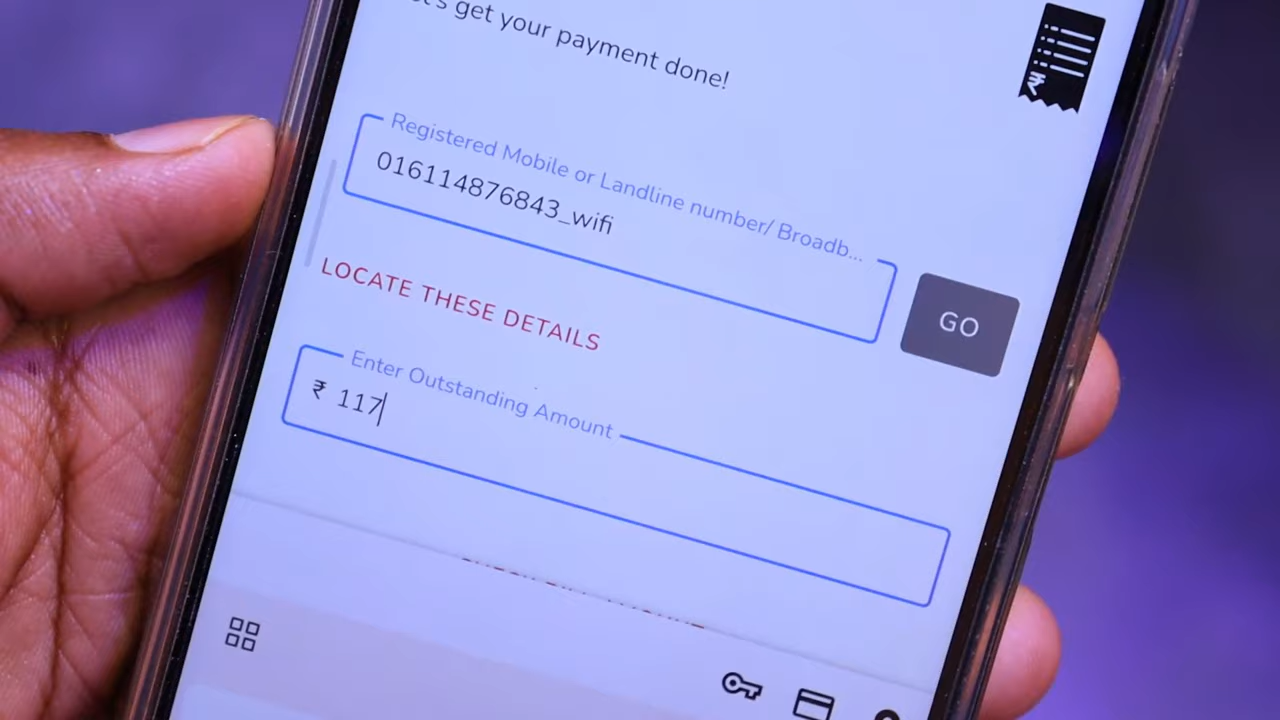 get your payment done!
Registered Mobile or Landline number/ Broadb...
016114876843_wifi
GO
LOCATE THESE DETAILS
Enter Outstanding Amount
₹ 117